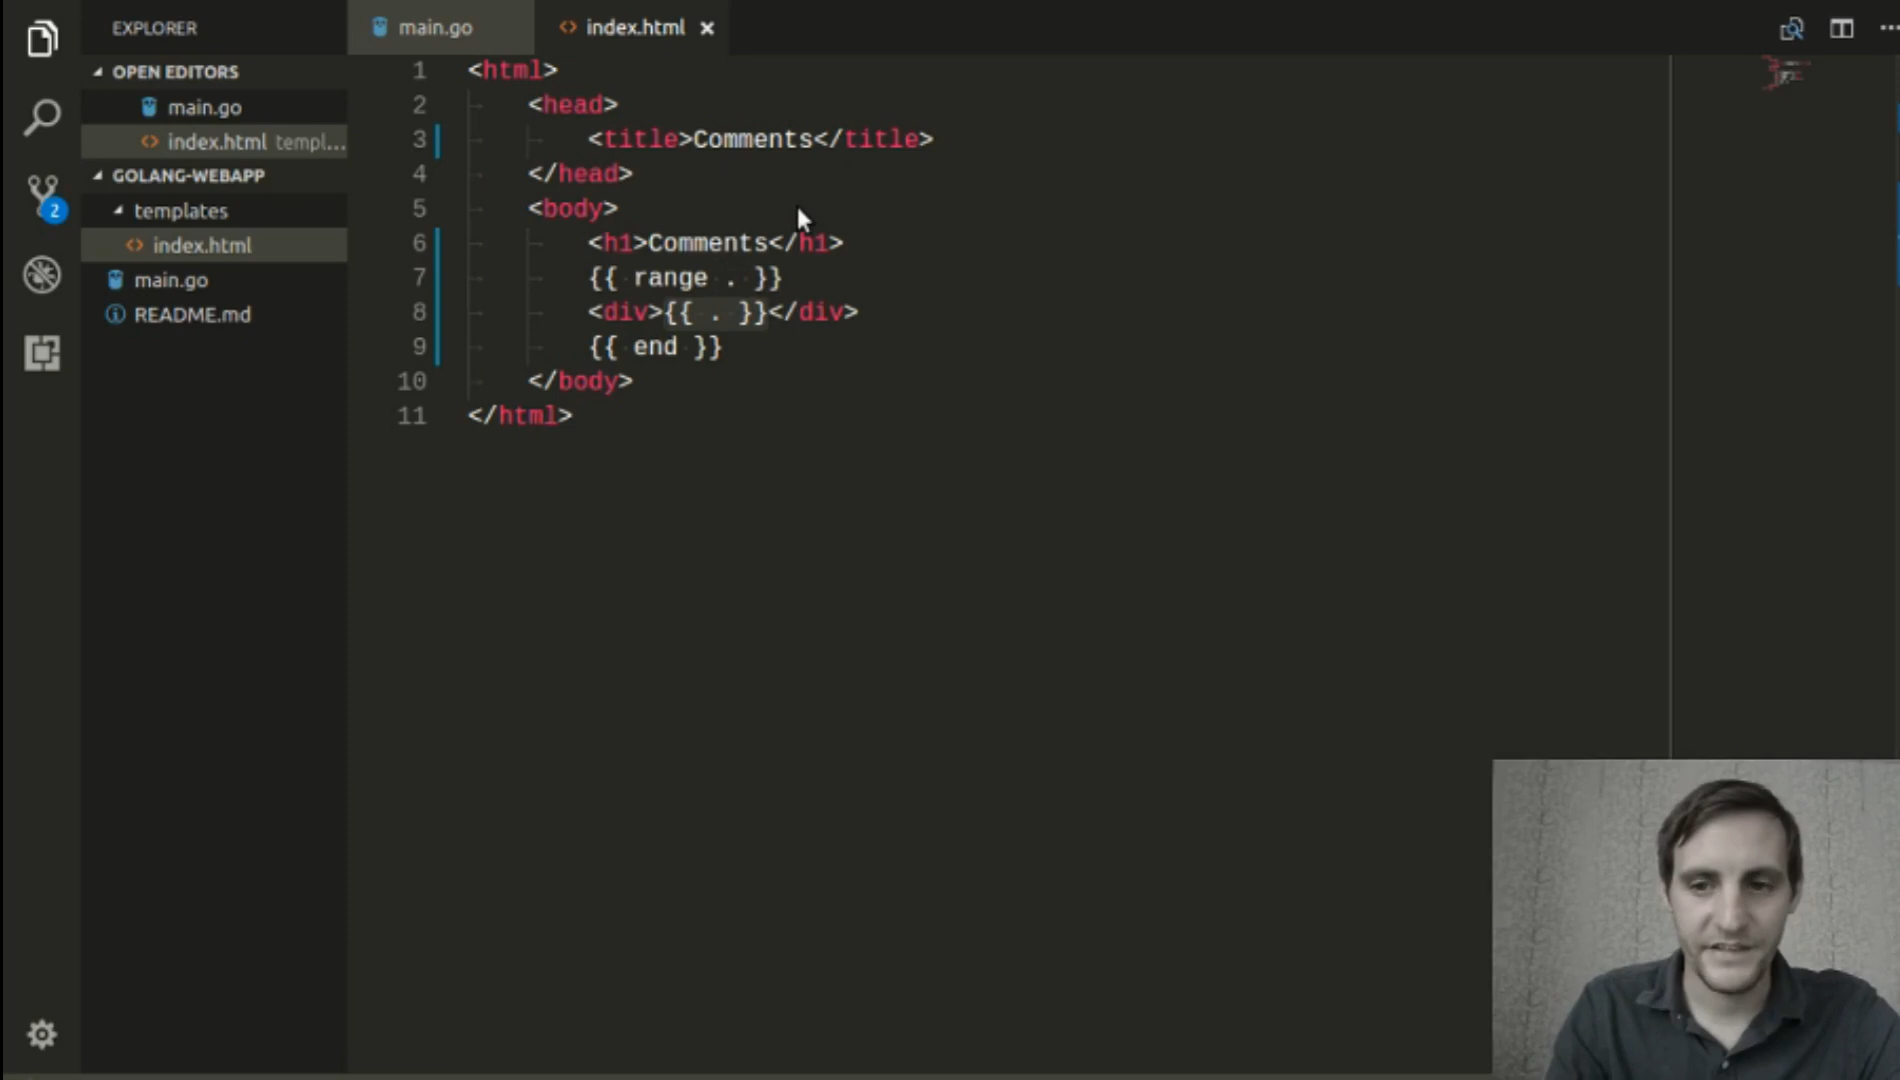 EXPLORER
OPEN EDITORS
main.go
index.html templ...
GOLANG-WEBAPP
templates
index.html
main.go
README.md
2
main.go
index.html
1 <html>
2 <head>
3 <title>Comments</title>
4 </head>
5 <body>
6 <h1>Comments</h1>
7 {{ range . }}
8 <div>{{ . }}</div>
9 {{ end }}
10 </body>
11 </html>